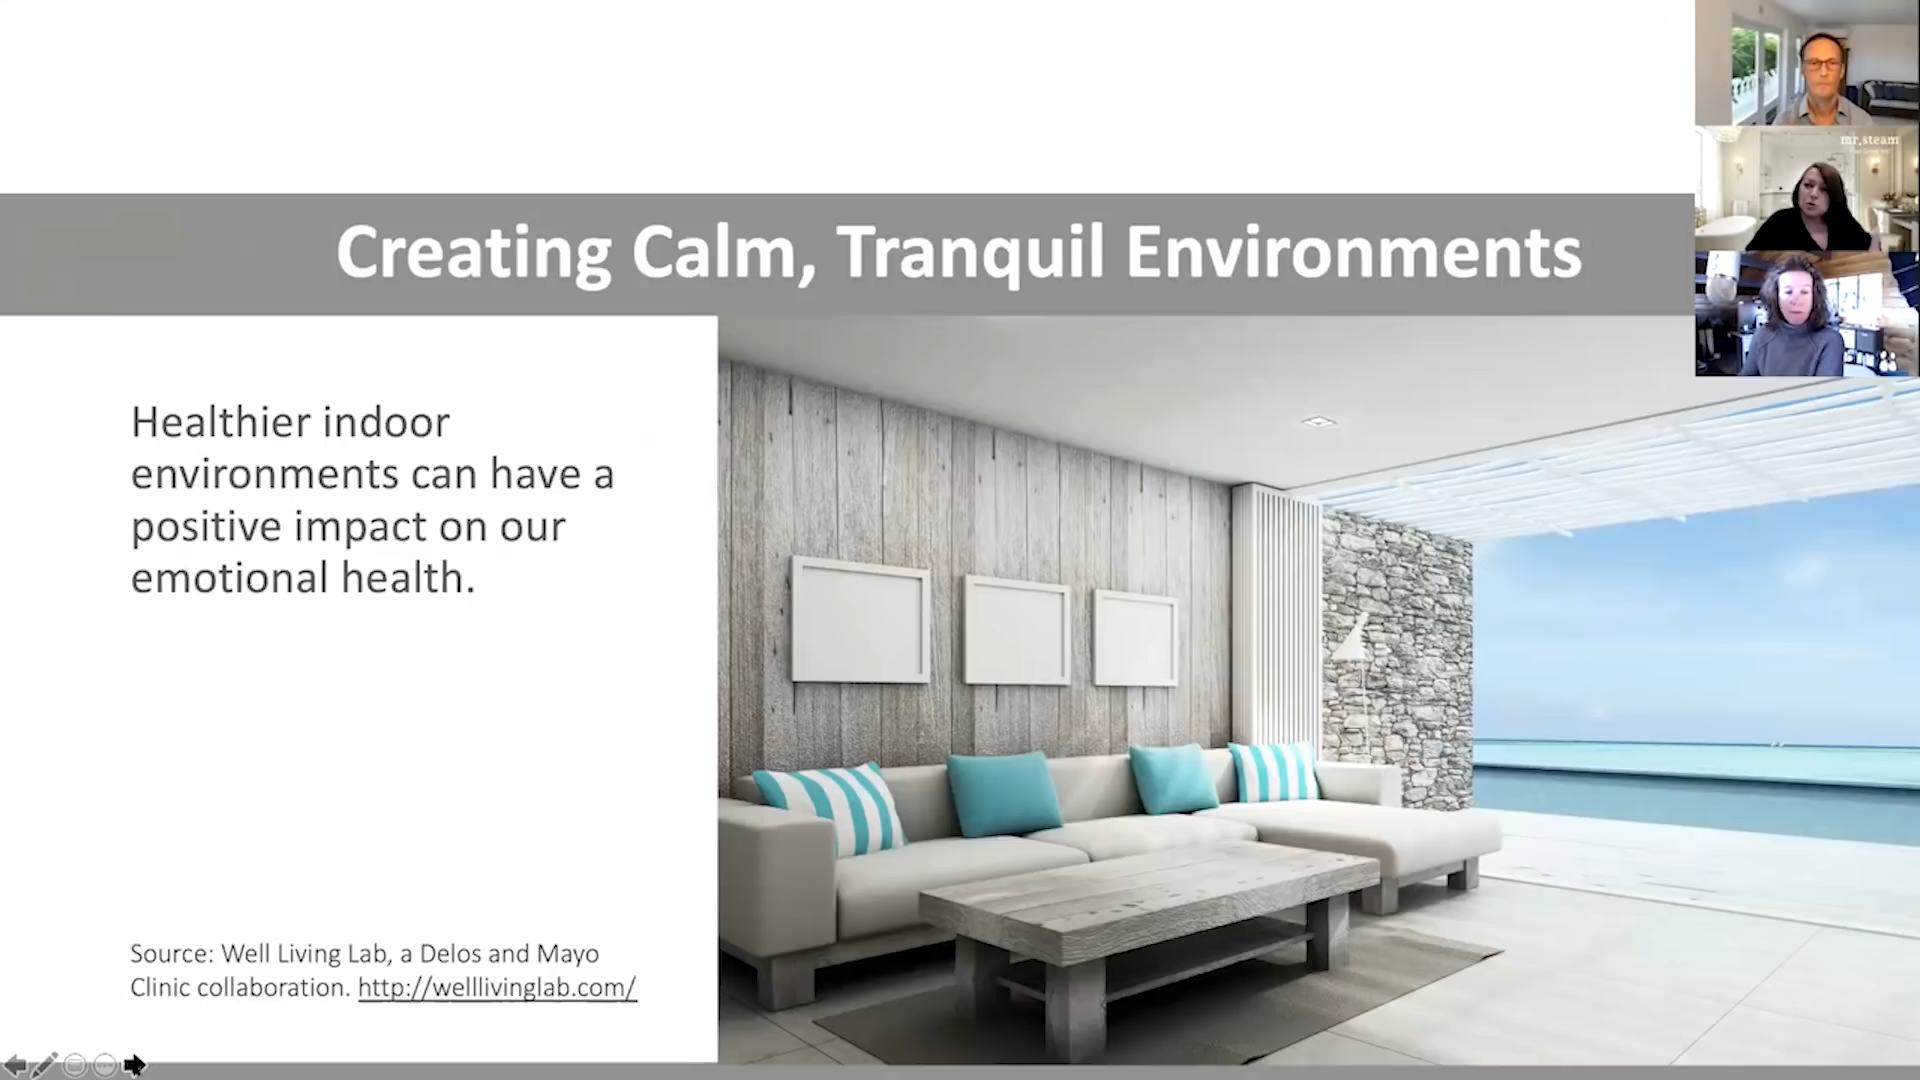 mr.steam
Creating Calm, Tranquil Environments
Healthier indoor
environments can have a
positive impact on our
emotional health.
Source: Well Living Lab, a Delos and Mayo
Clinic collaboration. http://welllivinglab.com/